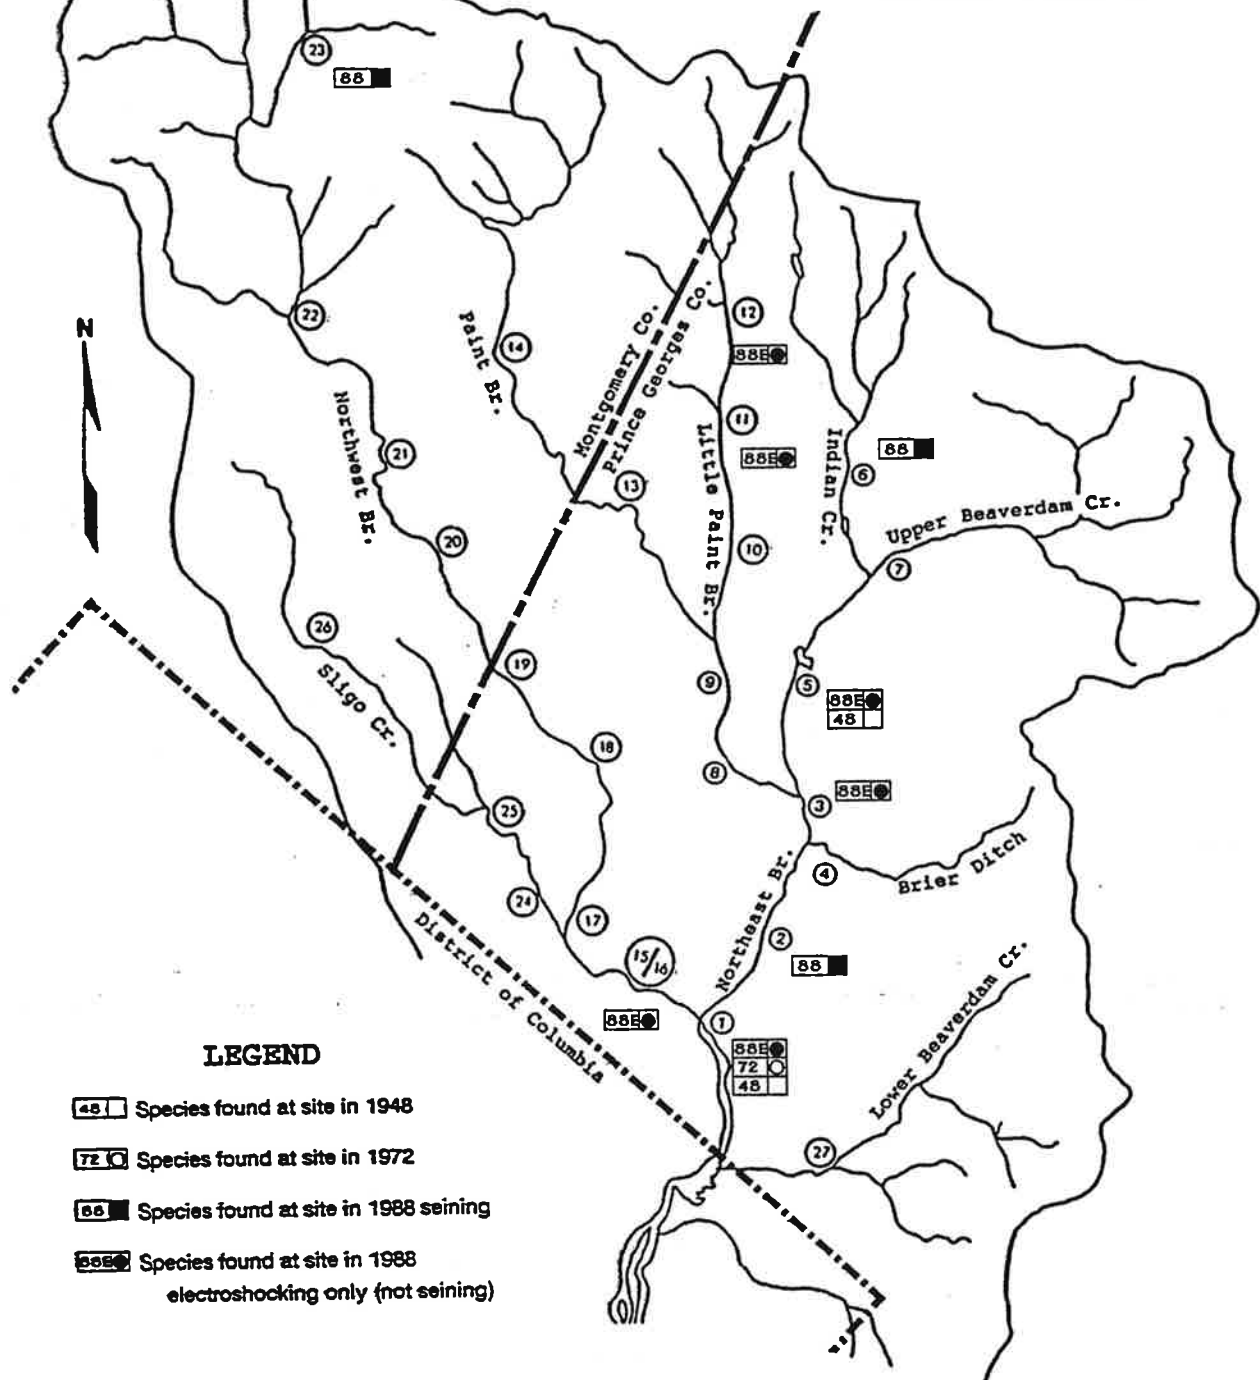 23
88
N
22
14
12
Paint Br.
Montgomery Co.
Prince Georges Co.
88E
11
88E
Northwest Br.
21
Little Paint Br.
Indian Cr.
88
6
13
Upper Beaverdam Cr.
20
10
7
26
19
9
5
Sligo Cr.
88E
48
18
8
3
88E
25
4
Brier Ditch
24
17
Northeast Br.
2
88
15/16
District of Columbia
88E
1
88E
72
48
Lower Beaverdam Cr.
27
LEGEND
48 Species found at site in 1948
72 Species found at site in 1972
88 Species found at site in 1988 seining
88E Species found at site in 1988
electroshocking only (not seining)